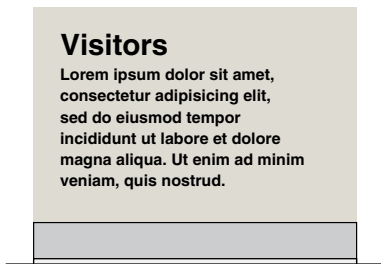 Visitors
Lorem ipsum dolor sit amet,
consectetur adipisicing elit,
sed do eiusmod tempor
incididunt ut labore et dolore
magna aliqua. Ut enim ad minim
veniam, quis nostrud.